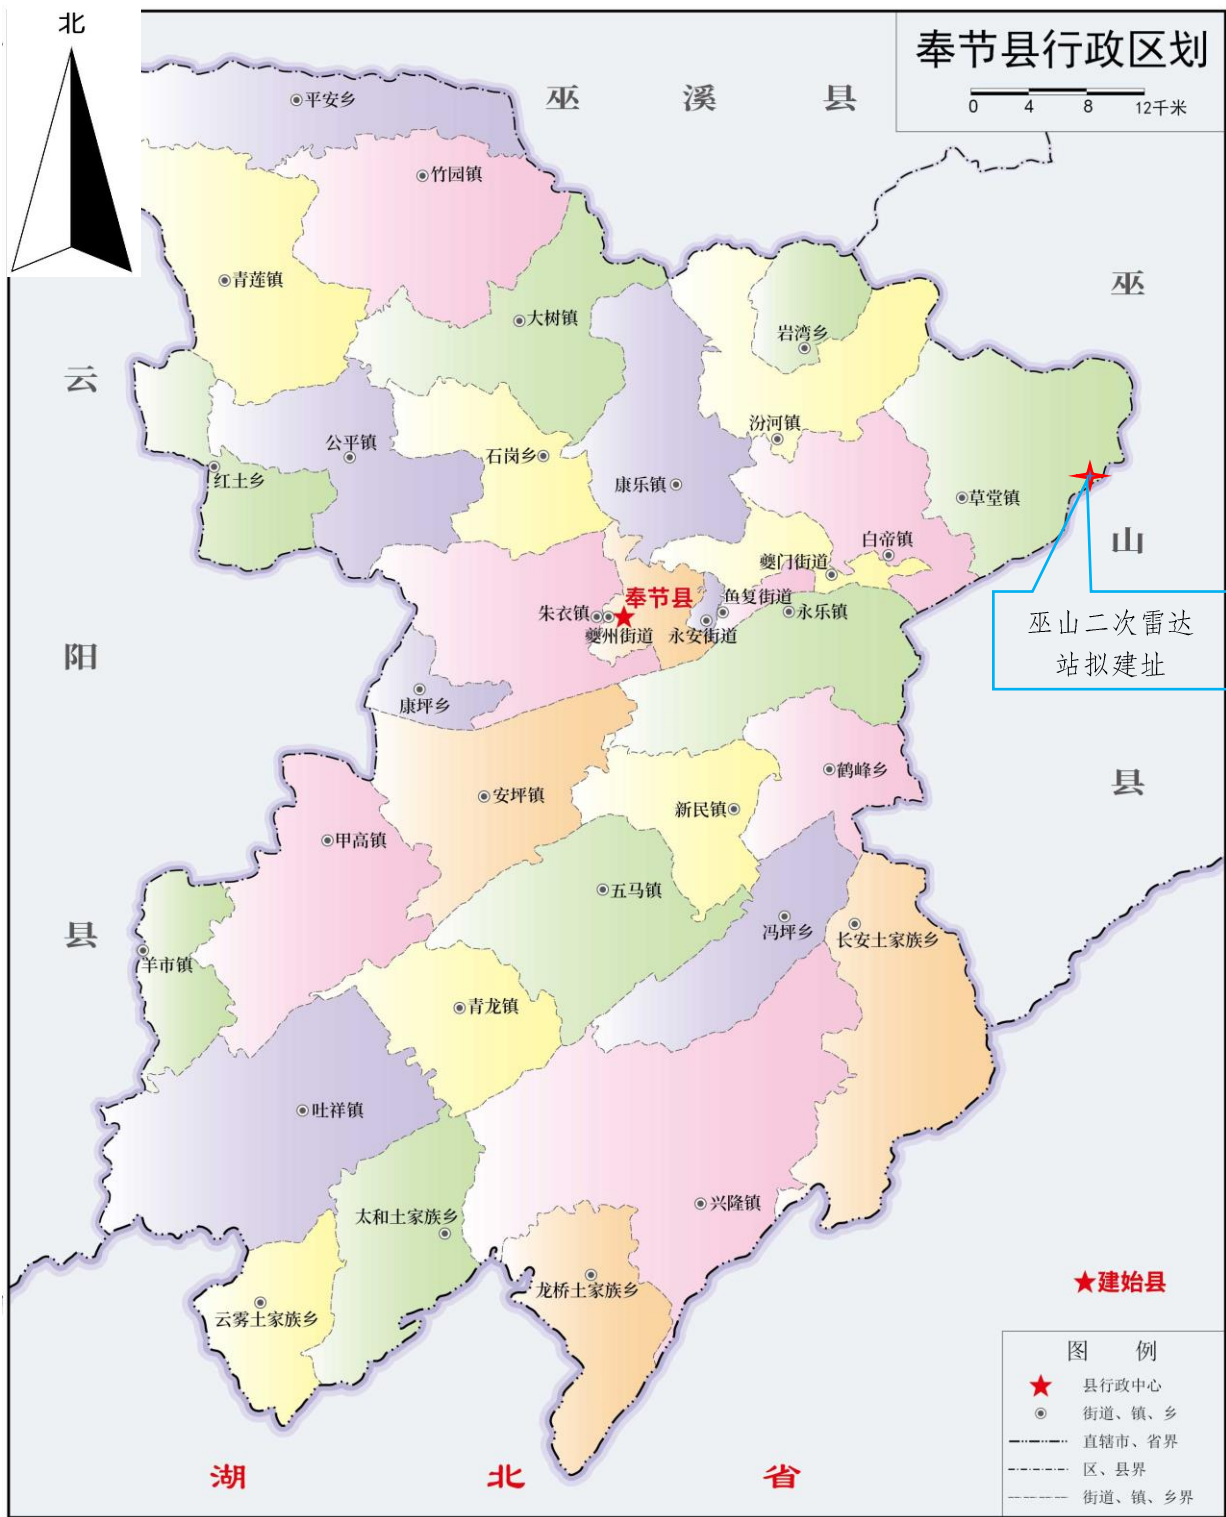 北
奉节县行政区划
0 4 8 12千米
巫 溪 县
平安乡
竹园镇
青莲镇
大树镇
岩湾乡
巫
山
县
云
阳
县
汾河镇
公平镇
石岗乡
红土乡
康乐镇
草堂镇
白帝镇
夔门街道
奉节县
鱼复街道
朱衣镇
夔州街道
永安街道
永乐镇
巫山二次雷达
站拟建址
康坪乡
鹤峰乡
安坪镇
新民镇
甲高镇
五马镇
冯坪乡
长安土家族乡
羊市镇
青龙镇
吐祥镇
兴隆镇
太和土家族乡
龙桥土家族乡
云雾土家族乡
建始县
湖 北 省
图 例
县行政中心
街道、镇、乡
直辖市、省界
区、县界
街道、镇、乡界